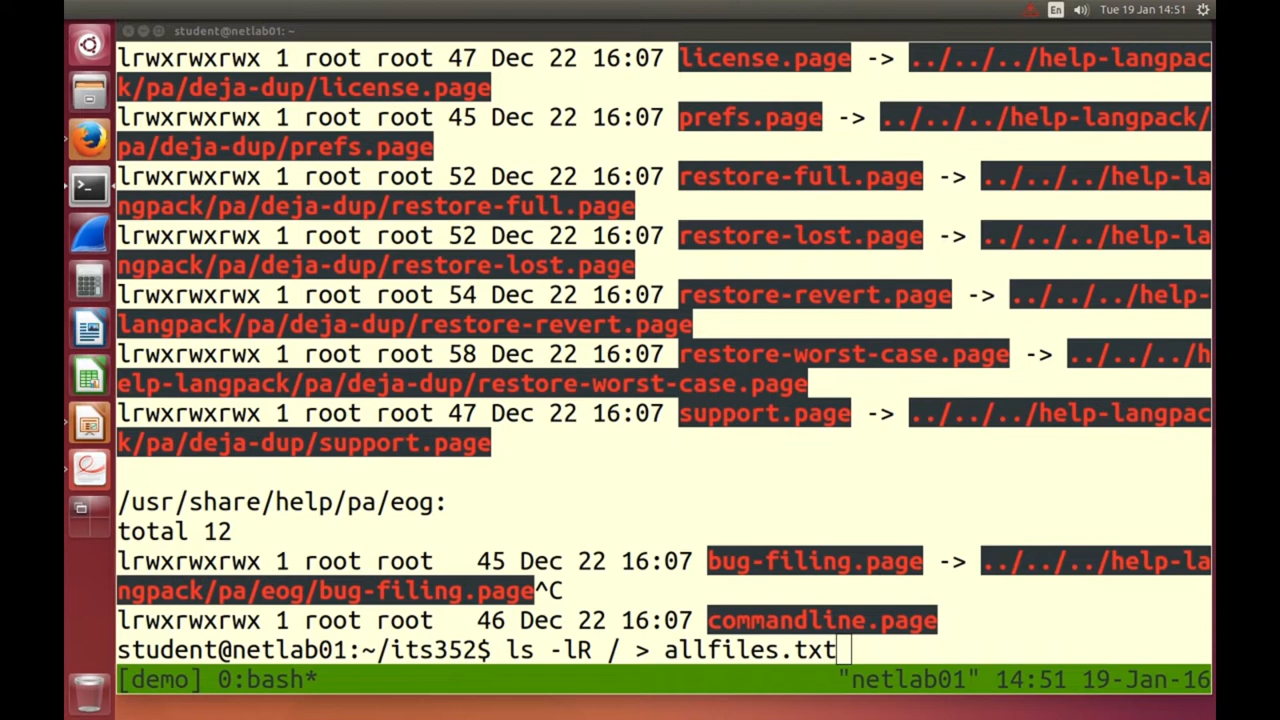 En Tue 19 Jan 14:51
student@netlab01: ~
lrwxrwxrwx 1 root root 47 Dec 22 16:07 license.page -> ../../../help-langpac
k/pa/deja-dup/license.page
lrwxrwxrwx 1 root root 45 Dec 22 16:07 prefs.page -> ../../../help-langpack/
pa/deja-dup/prefs.page
lrwxrwxrwx 1 root root 52 Dec 22 16:07 restore-full.page -> ../../../help-la
ngpack/pa/deja-dup/restore-full.page
lrwxrwxrwx 1 root root 52 Dec 22 16:07 restore-lost.page -> ../../../help-la
ngpack/pa/deja-dup/restore-lost.page
lrwxrwxrwx 1 root root 54 Dec 22 16:07 restore-revert.page -> ../../../help-
langpack/pa/deja-dup/restore-revert.page
lrwxrwxrwx 1 root root 58 Dec 22 16:07 restore-worst-case.page -> ../../../h
elp-langpack/pa/deja-dup/restore-worst-case.page
lrwxrwxrwx 1 root root 47 Dec 22 16:07 support.page -> ../../../help-langpac
k/pa/deja-dup/support.page
/usr/share/help/pa/eog:
total 12
lrwxrwxrwx 1 root root   45 Dec 22 16:07 bug-filing.page -> ../../../help-la
ngpack/pa/eog/bug-filing.page^C
lrwxrwxrwx 1 root root   46 Dec 22 16:07 commandline.page
student@netlab01:~/its352$ ls -lR / > allfiles.txt
[demo] 0:bash* "netlab01" 14:51 19-Jan-16